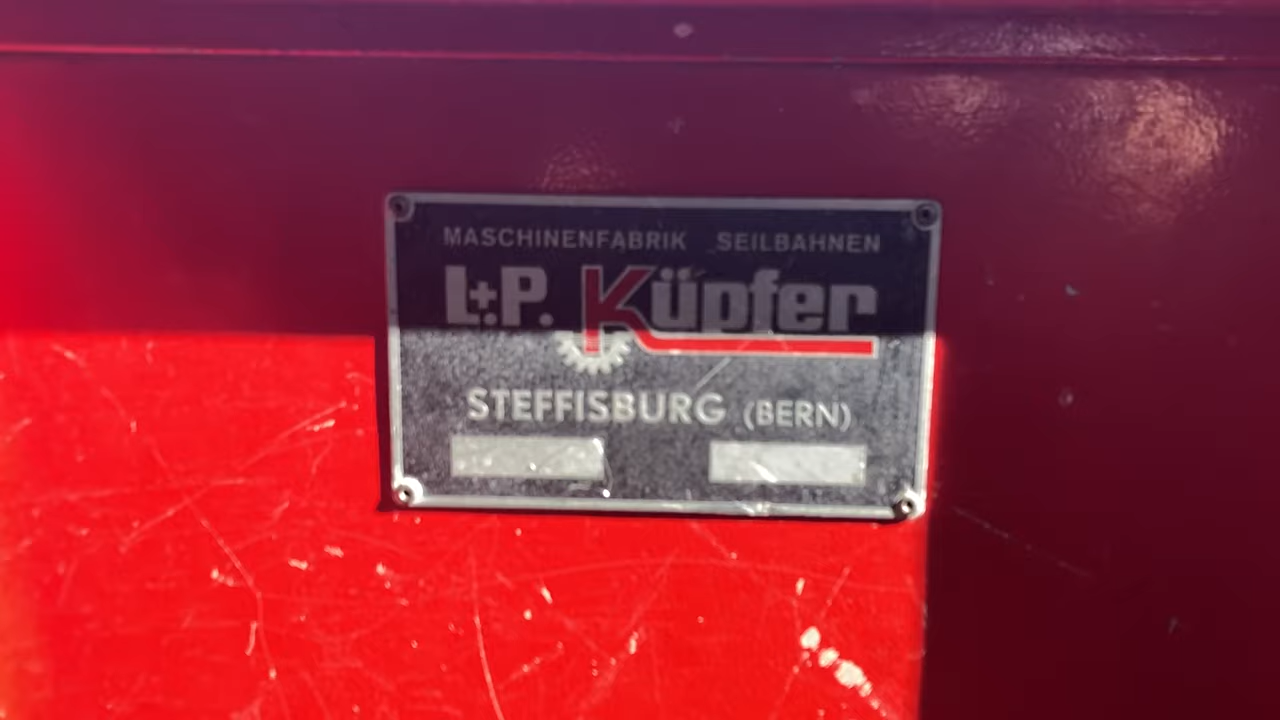 MASCHINENFABRIK SEILBAHNEN
L+P. Küpfer
STEFFISBURG (BERN)